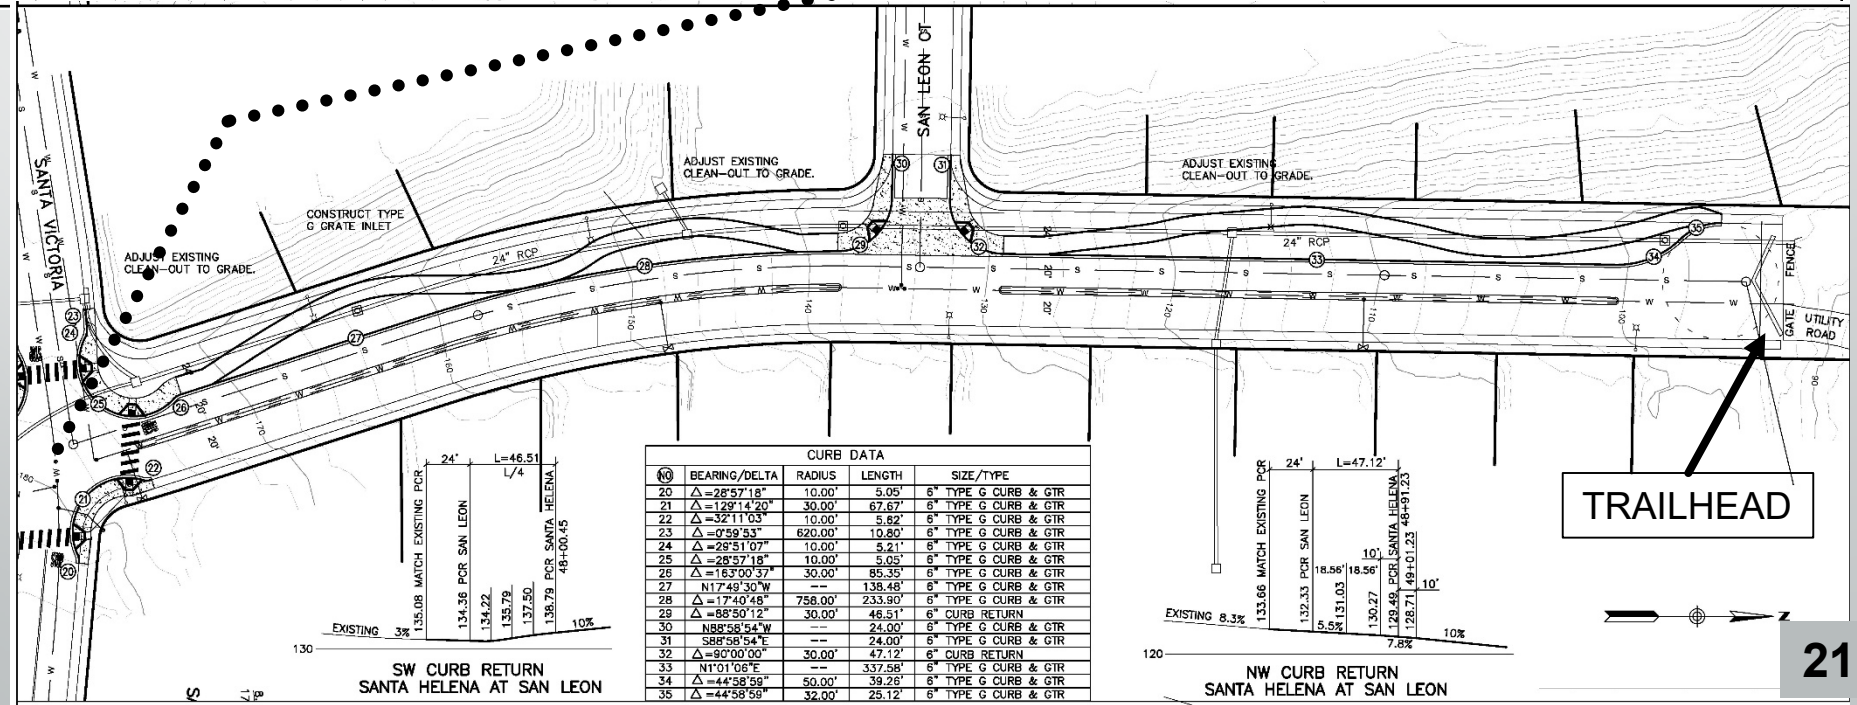 SAN LEON CT
SANTA VICTORIA
ADJUST EXISTING
CLEAN-OUT TO GRADE.
CONSTRUCT TYPE
G GRATE INLET
ADJUST EXISTING
CLEAN-OUT TO GRADE.
ADJUST EXISTING
CLEAN-OUT TO GRADE.
24" RCP
24" RCP
20'
20'
20'
20'
170
160
150
140
130
120
110
100
90
180
FENCE
GATE
UTILITY
ROAD
TRAILHEAD
CURB DATA
NO BEARING/DELTA RADIUS LENGTH SIZE/TYPE
20 △=28°57'18" 10.00' 5.05' 6" TYPE G CURB & GTR
21 △=129°14'20" 30.00' 67.67' 6" TYPE G CURB & GTR
22 △=32°11'03" 10.00' 5.62' 6" TYPE G CURB & GTR
23 △=0°59'53" 620.00' 10.80' 6" TYPE G CURB & GTR
24 △=29°51'07" 10.00' 5.21' 6" TYPE G CURB & GTR
25 △=28°57'18" 10.00' 5.05' 6" TYPE G CURB & GTR
26 △=163°00'37" 30.00' 85.35' 6" TYPE G CURB & GTR
27 N17°49'30"W -- 138.48' 6" TYPE G CURB & GTR
28 △=17°40'48" 758.00' 233.90' 6" TYPE G CURB & GTR
29 △=88°50'12" 30.00' 46.51' 6" CURB RETURN
30 N88°58'54"W -- 24.00' 6" TYPE G CURB & GTR
31 S88°58'54"E -- 24.00' 6" TYPE G CURB & GTR
32 △=90°00'00" 30.00' 47.12' 6" CURB RETURN
33 N1°01'06"E -- 337.58' 6" TYPE G CURB & GTR
34 △=44°58'59" 50.00' 39.26' 6" TYPE G CURB & GTR
35 △=44°58'59" 32.00' 25.12' 6" TYPE G CURB & GTR
24' L=46.51
L/4
135.08 MATCH EXISTING PCR
134.36 PCR SAN LEON
134.22
135.79
137.50
138.79 PCR SANTA HELENA
48+00.45
EXISTING 3%
10%
130
SW CURB RETURN
SANTA HELENA AT SAN LEON
24' L=47.12'
133.66 MATCH EXISTING PCR
132.33 PCR SAN LEON
18.56' 18.56'
131.03
130.27
10'
129.49 PCR SANTA HELENA
49+01.23
128.71
48+91.23
10'
EXISTING 8.3%
5.5%
7.8%
10%
120
NW CURB RETURN
SANTA HELENA AT SAN LEON
Z
21